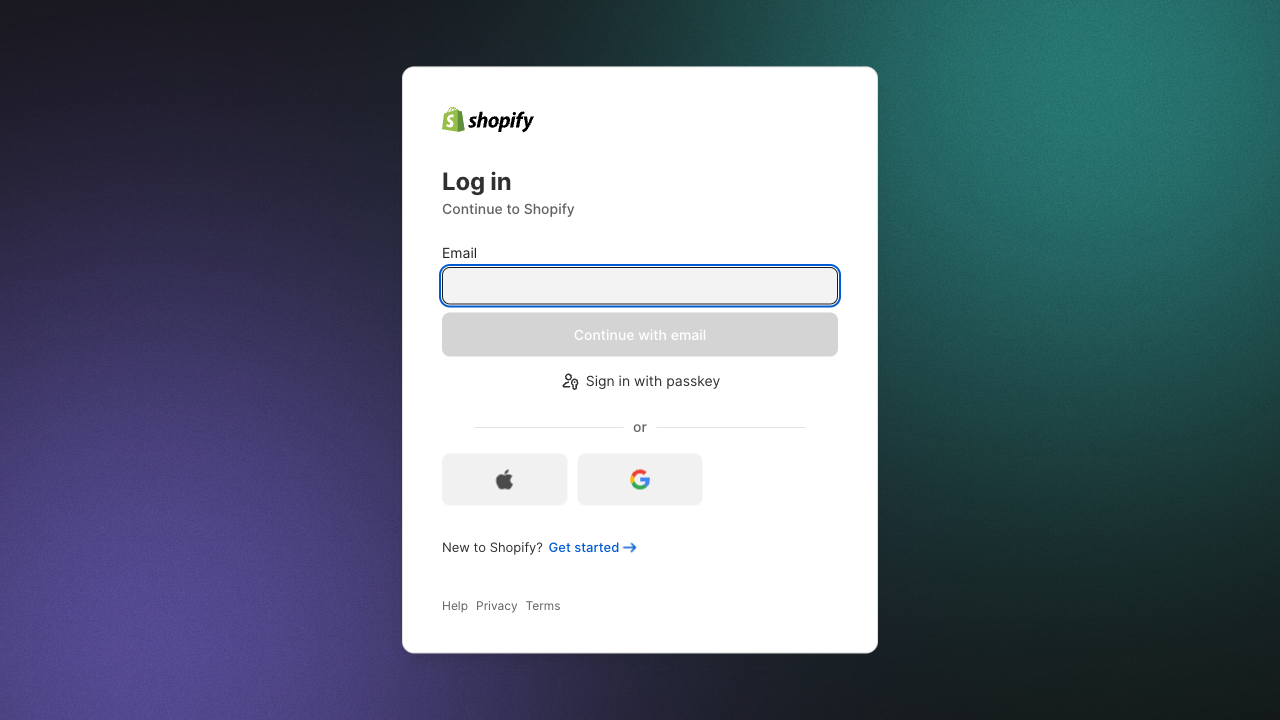 shopify
Log in
Continue to Shopify
Email
Continue with email
Sign in with passkey
or
New to Shopify? Get started
Help Privacy Terms